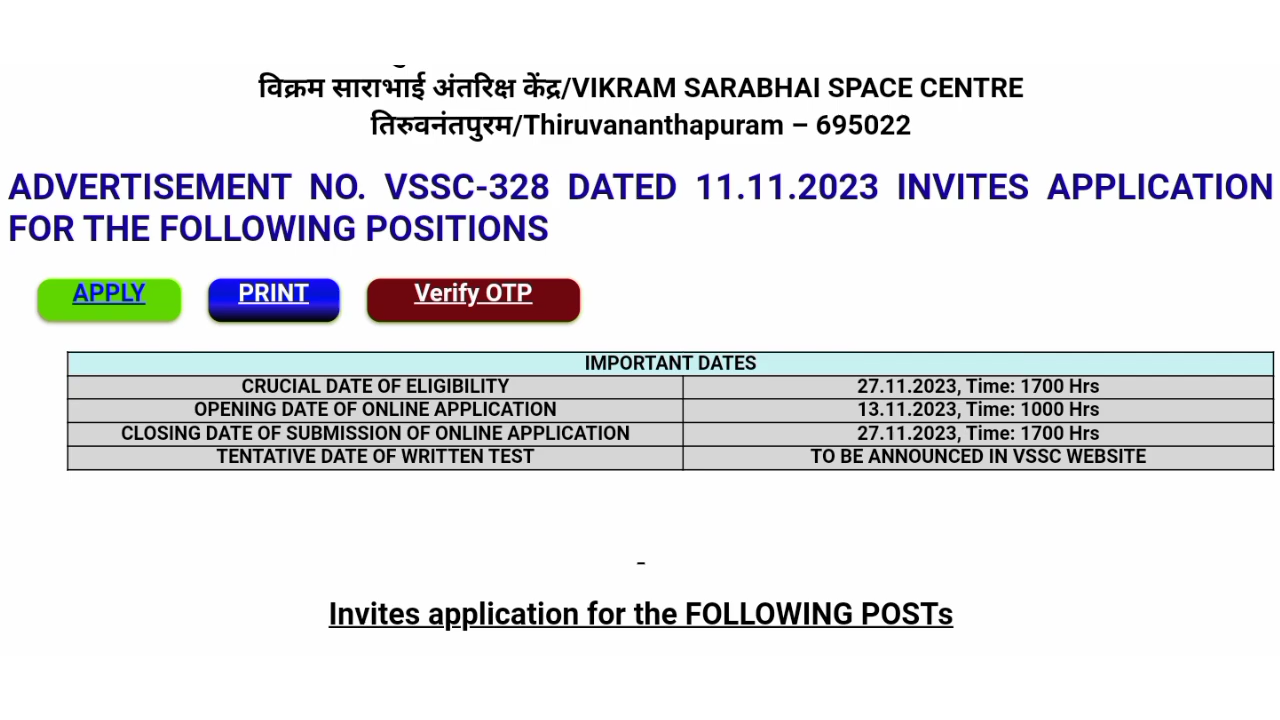 विक्रम साराभाई अंतरिक्ष केंद्र/VIKRAM SARABHAI SPACE CENTRE
तिरुवनंतपुरम/Thiruvananthapuram – 695022
ADVERTISEMENT NO. VSSC-328 DATED 11.11.2023 INVITES APPLICATION
FOR THE FOLLOWING POSITIONS
APPLY PRINT Verify OTP
IMPORTANT DATES
CRUCIAL DATE OF ELIGIBILITY 27.11.2023, Time: 1700 Hrs
OPENING DATE OF ONLINE APPLICATION 13.11.2023, Time: 1000 Hrs
CLOSING DATE OF SUBMISSION OF ONLINE APPLICATION 27.11.2023, Time: 1700 Hrs
TENTATIVE DATE OF WRITTEN TEST TO BE ANNOUNCED IN VSSC WEBSITE
-
Invites application for the FOLLOWING POSTs